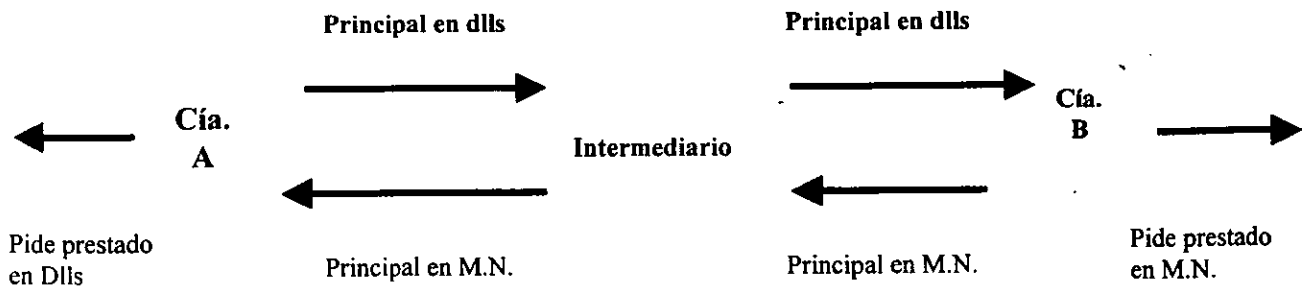 Principal en dlls
Principal en dlls
Cía.
A
Intermediario
Cía.
B
Pide prestado
en Dlls
Principal en M.N.
Principal en M.N.
Pide prestado
en M.N.